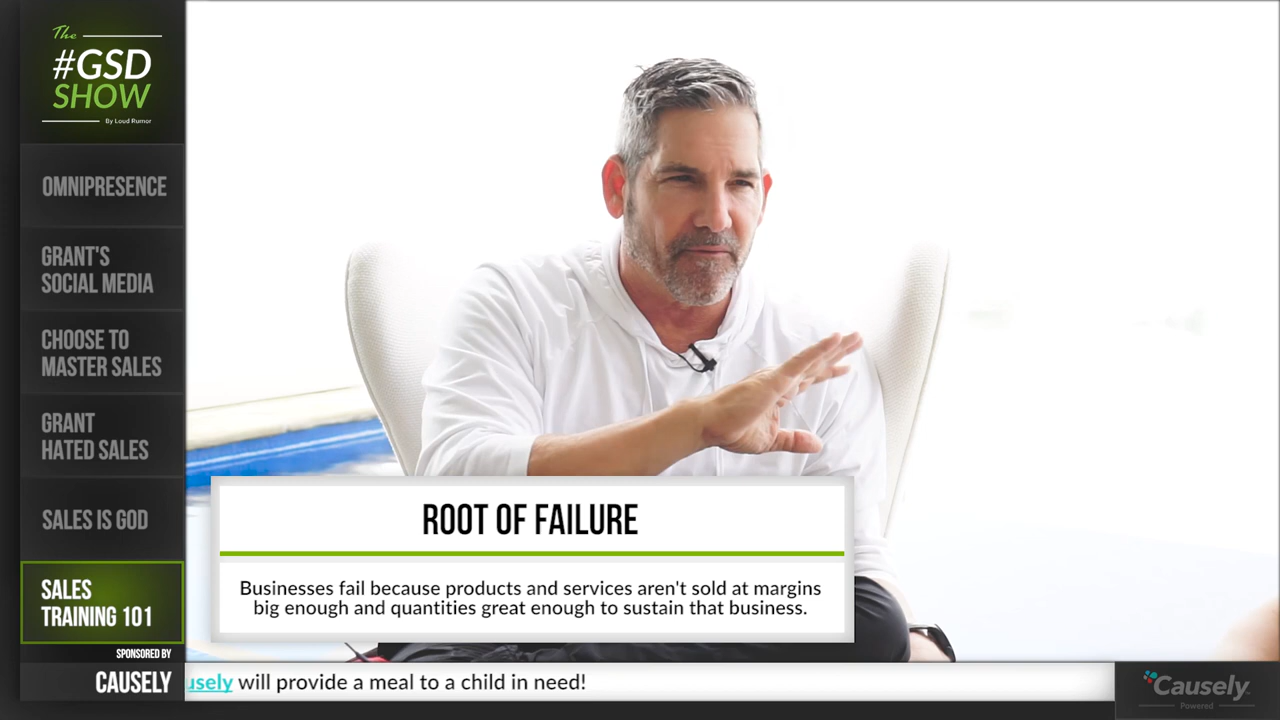 The
#GSD
SHOW
By Loud Rumor
OMNIPRESENCE
GRANT'S
SOCIAL MEDIA
CHOOSE TO
MASTER SALES
GRANT
HATED SALES
SALES IS GOD
SALES
TRAINING 101
SPONSORED BY
CAUSELY
ROOT OF FAILURE
Businesses fail because products and services aren't sold at margins
big enough and quantities great enough to sustain that business.
usely will provide a meal to a child in need!
Causely
Powered